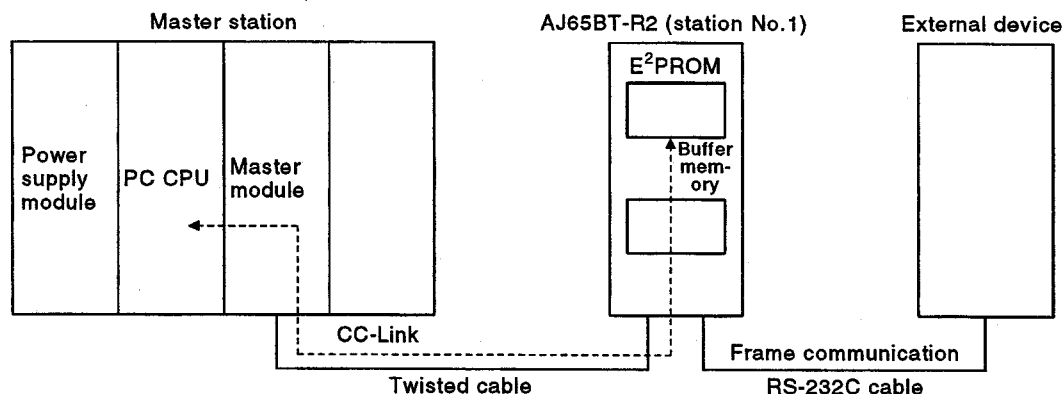 Master station
AJ65BT-R2 (station No.1)
External device
E²PROM
Power
supply
module
PC CPU
Master
module
Buffer
mem-
ory
CC-Link
Twisted cable
Frame communication
RS-232C cable